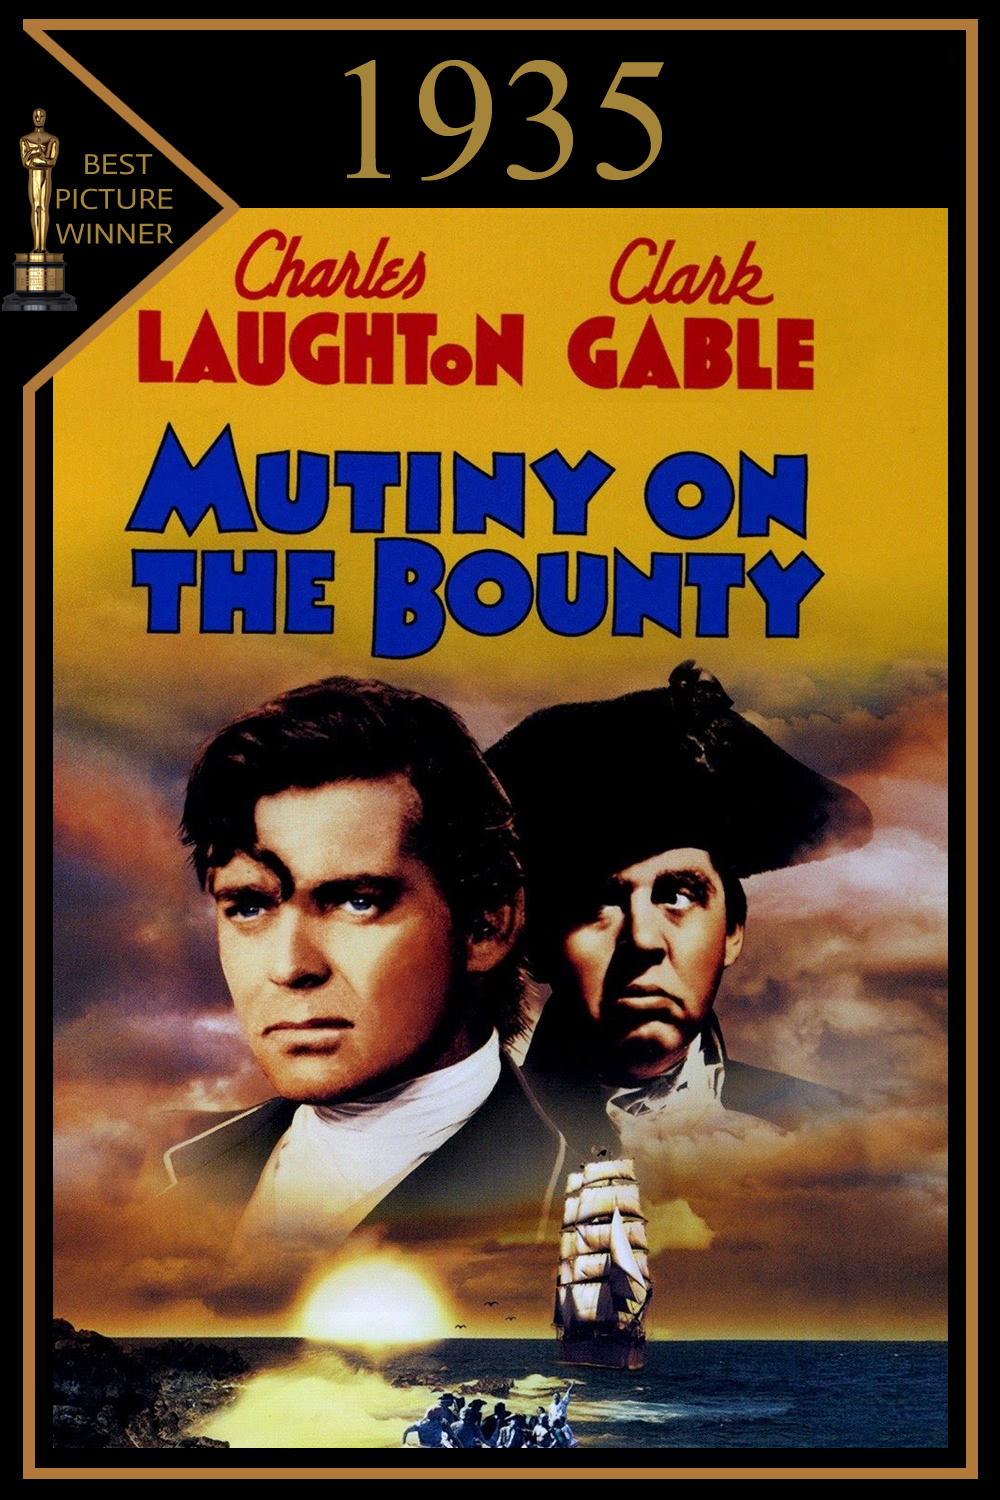 1935
BEST
PICTURE
WINNER
Charles Clark
LAUGHTON GABLE
MUTINY ON
THE BOUNTY